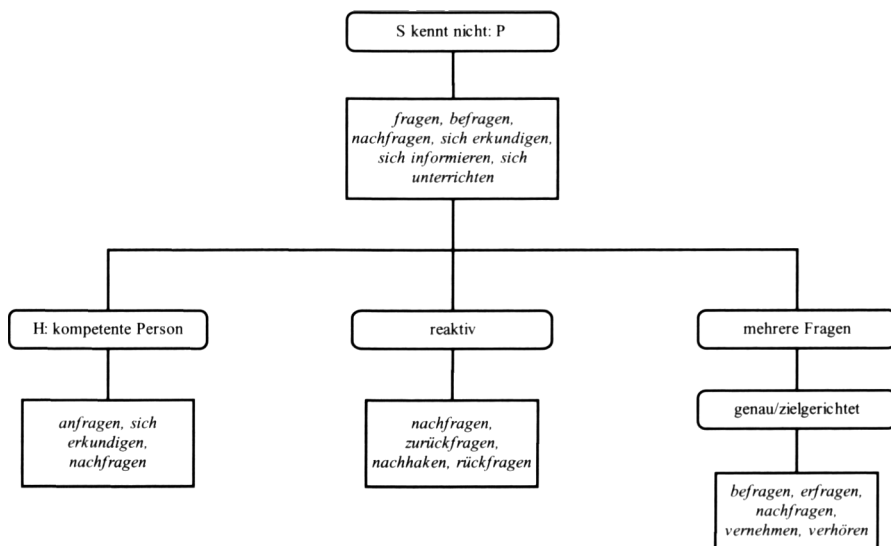 S kennt nicht: P
fragen, befragen,
nachfragen, sich erkundigen,
sich informieren, sich
unterrichten
H: kompetente Person
anfragen, sich
erkundigen,
nachfragen
reaktiv
nachfragen,
zurückfragen,
nachhaken, rückfragen
mehrere Fragen
genau/zielgerichtet
befragen, erfragen,
nachfragen,
vernehmen, verhören